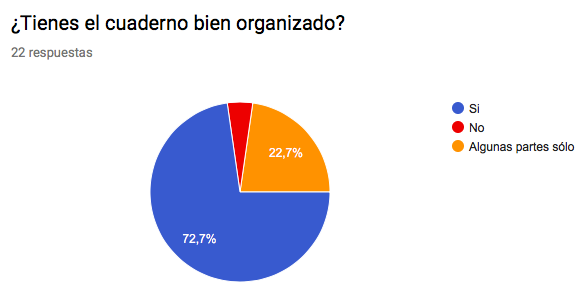 ¿Tienes el cuaderno bien organizado?
22 respuestas
Si
No
Algunas partes sólo
22,7%
72,7%